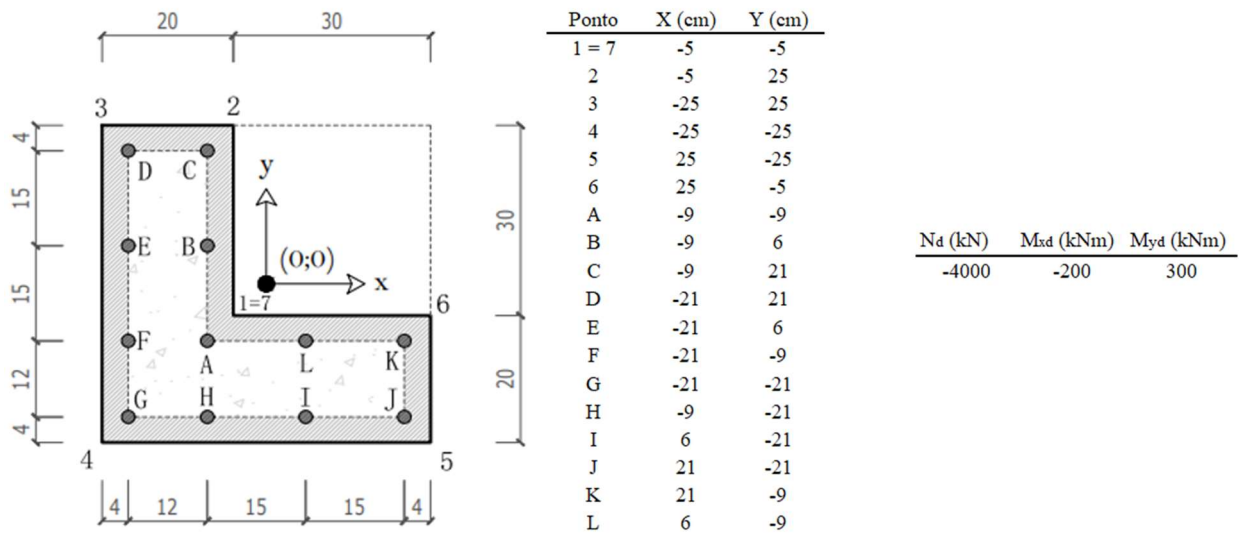 20 30
3 2
4
15
15
12
4
D C
y
E B
(0;0)
x
1=7
6
F
A L K
G H I J
4 5
30
20
4 12 15 15 4
Ponto X (cm) Y (cm)
1 = 7 -5 -5
2 -5 25
3 -25 25
4 -25 -25
5 25 -25
6 25 -5
A -9 -9
B -9 6
C -9 21
D -21 21
E -21 6
F -21 -9
G -21 -21
H -9 -21
I 6 -21
J 21 -21
K 21 -9
L 6 -9
Nd (kN) Mxd (kNm) Myd (kNm)
-4000 -200 300